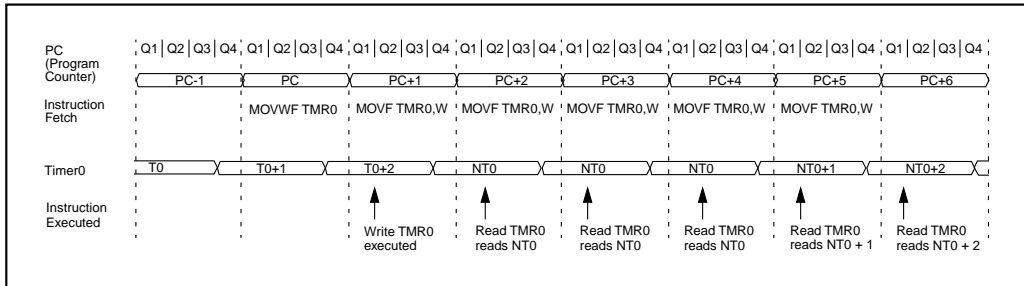 PC
(Program
Counter)
Q1 Q2 Q3 Q4 Q1 Q2 Q3 Q4 Q1 Q2 Q3 Q4 Q1 Q2 Q3 Q4 Q1 Q2 Q3 Q4 Q1 Q2 Q3 Q4 Q1 Q2 Q3 Q4 Q1 Q2 Q3 Q4
PC-1 PC PC+1 PC+2 PC+3 PC+4 PC+5 PC+6
Instruction
Fetch
MOVWF TMR0 MOVF TMR0,W MOVF TMR0,W MOVF TMR0,W MOVF TMR0,W MOVF TMR0,W
Timer0
T0 T0+1 T0+2 NT0 NT0 NT0 NT0+1 NT0+2
Instruction
Executed
Write TMR0
executed
Read TMR0
reads NT0
Read TMR0
reads NT0
Read TMR0
reads NT0
Read TMR0
reads NT0 + 1
Read TMR0
reads NT0 + 2